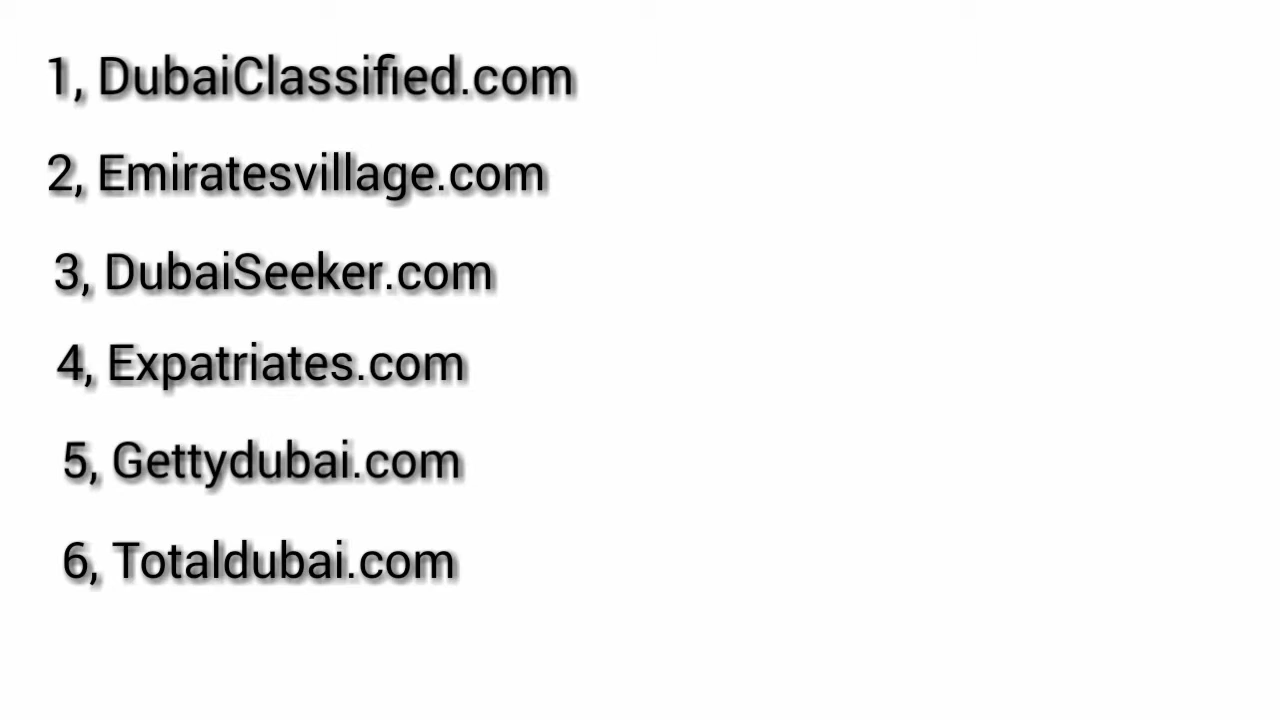 1, DubaiClassified.com
2, Emiratesvillage.com
3, DubaiSeeker.com
4, Expatriates.com
5, Gettydubai.com
6, Totaldubai.com